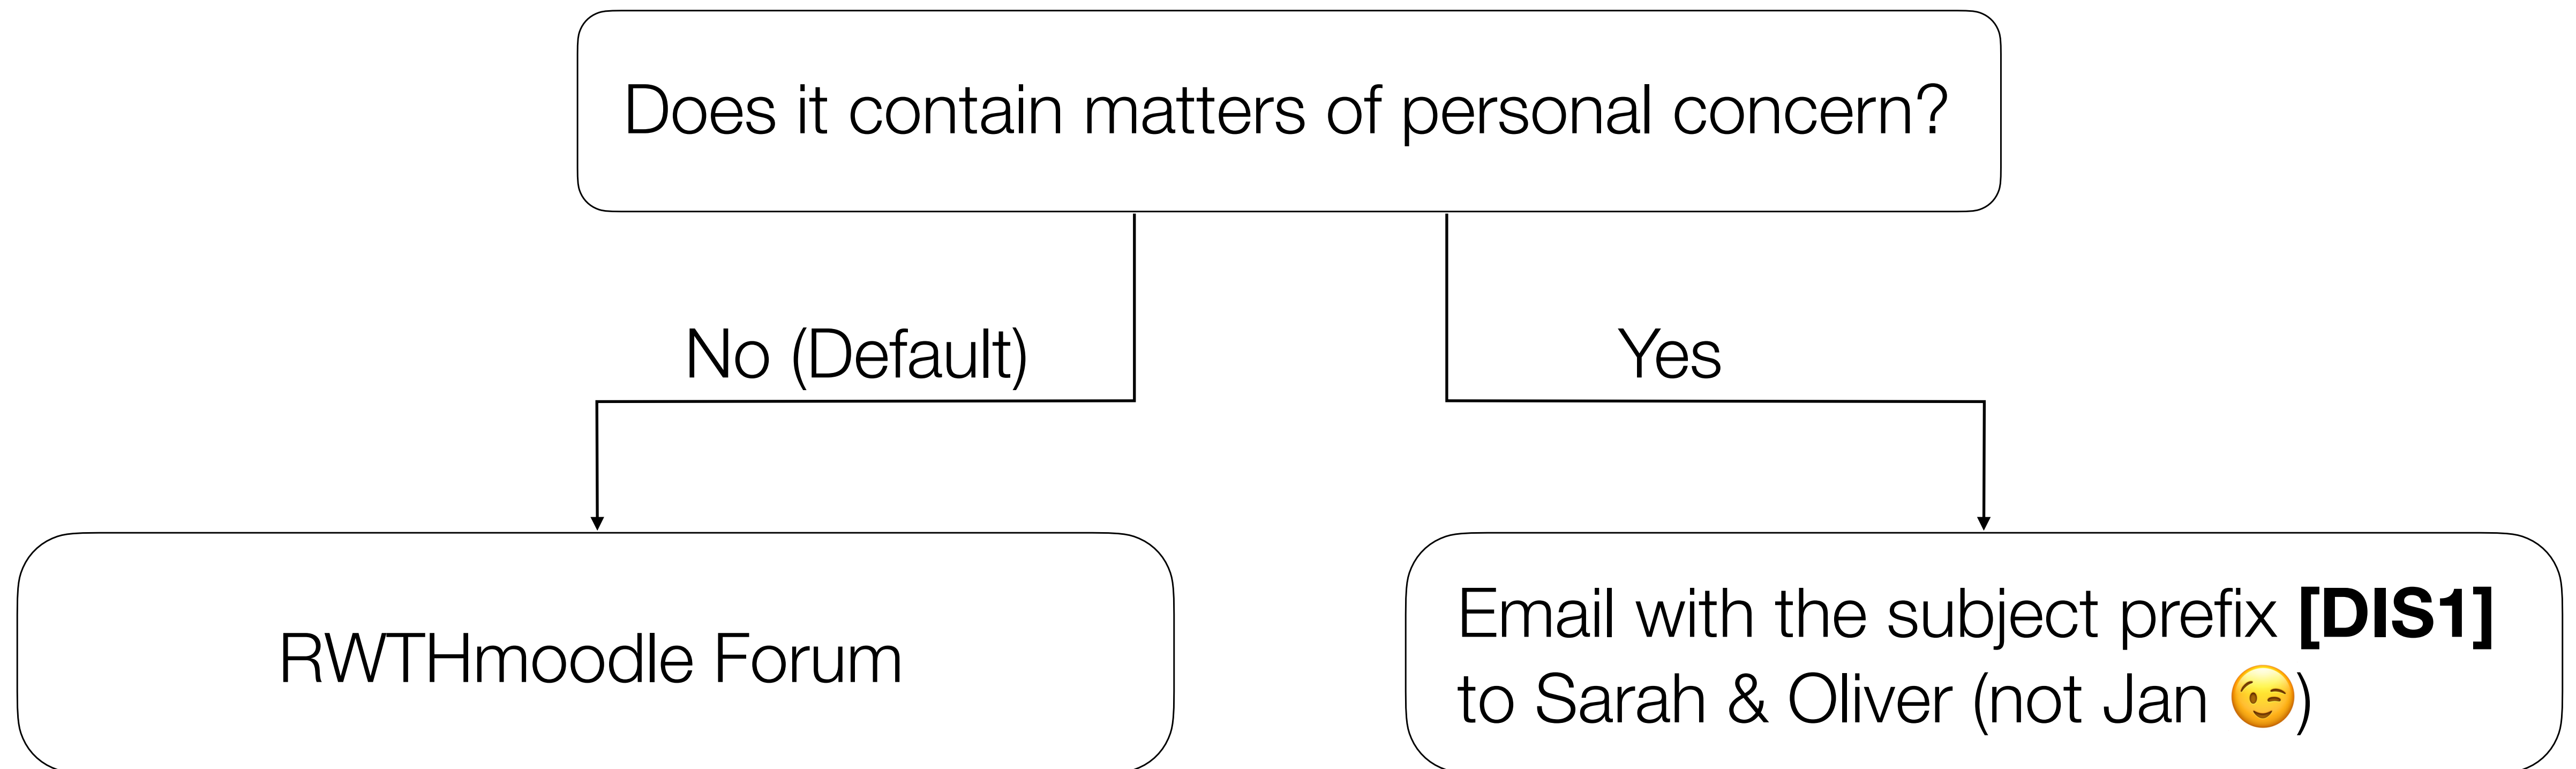 Does it contain matters of personal concern?
No (Default)
Yes
RWTHmoodle Forum
Email with the subject prefix [DIS1]
to Sarah & Oliver (not Jan 😉)